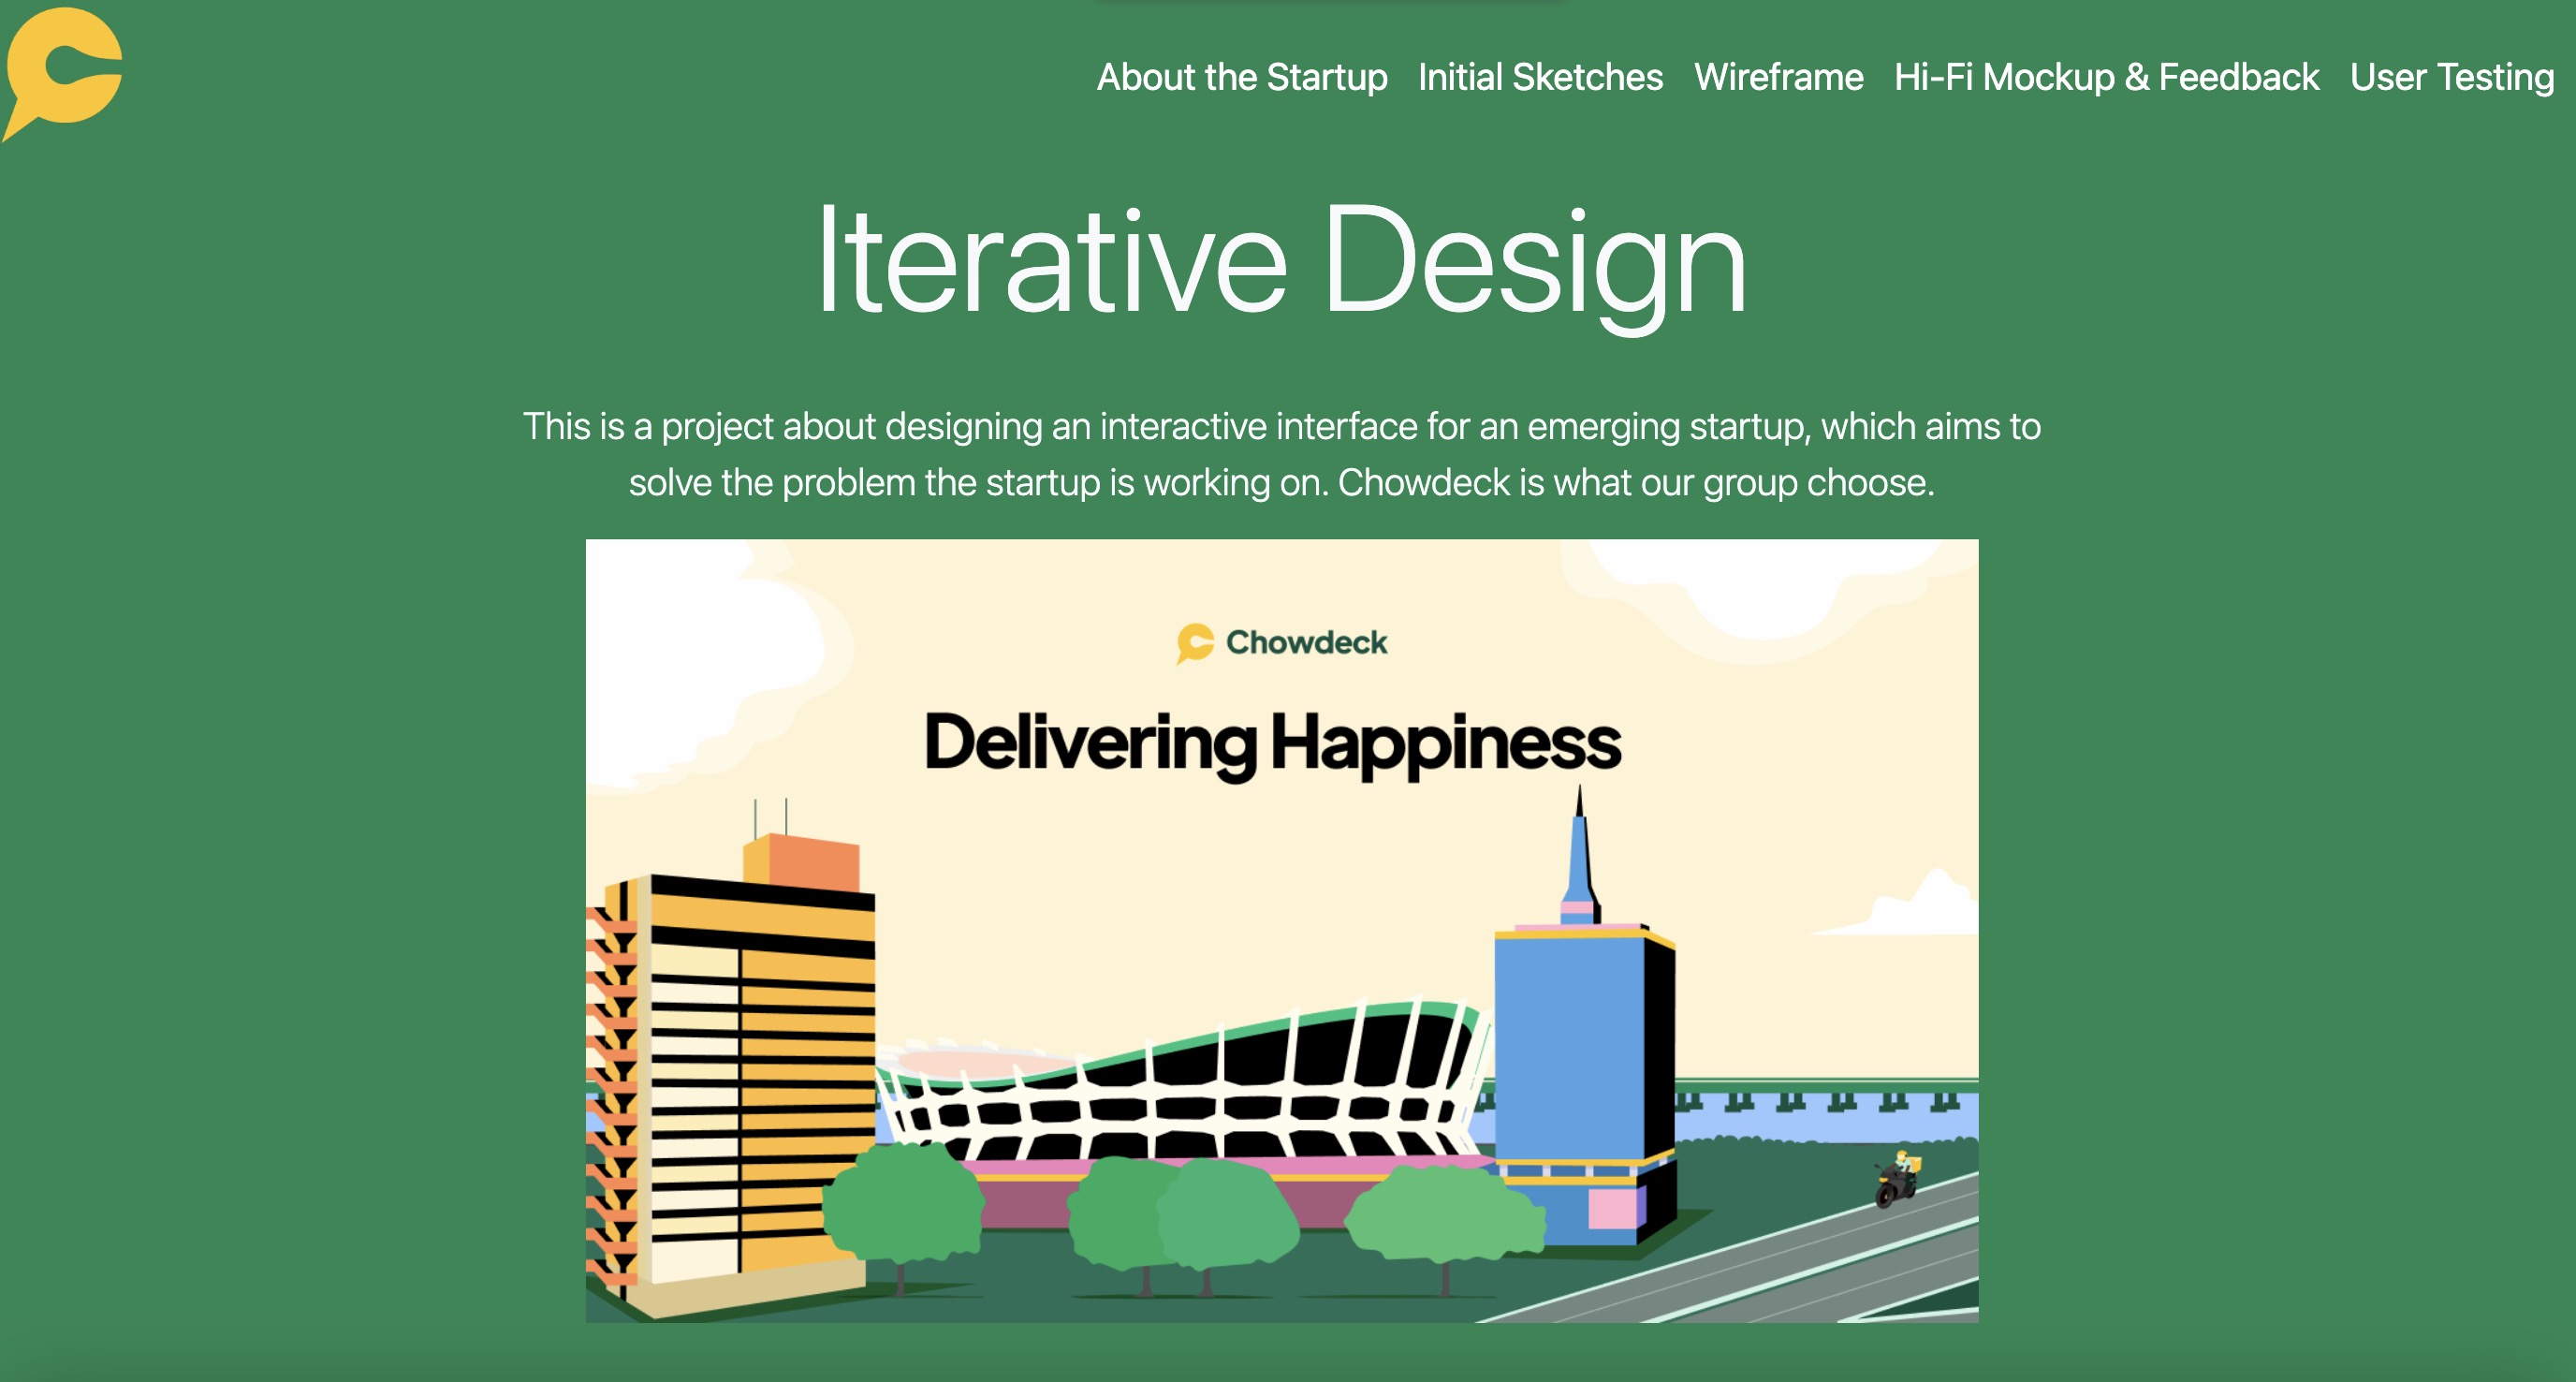 About the Startup Initial Sketches Wireframe Hi-Fi Mockup & Feedback User Testing
Iterative Design
This is a project about designing an interactive interface for an emerging startup, which aims to
solve the problem the startup is working on. Chowdeck is what our group choose.
Chowdeck
Delivering Happiness